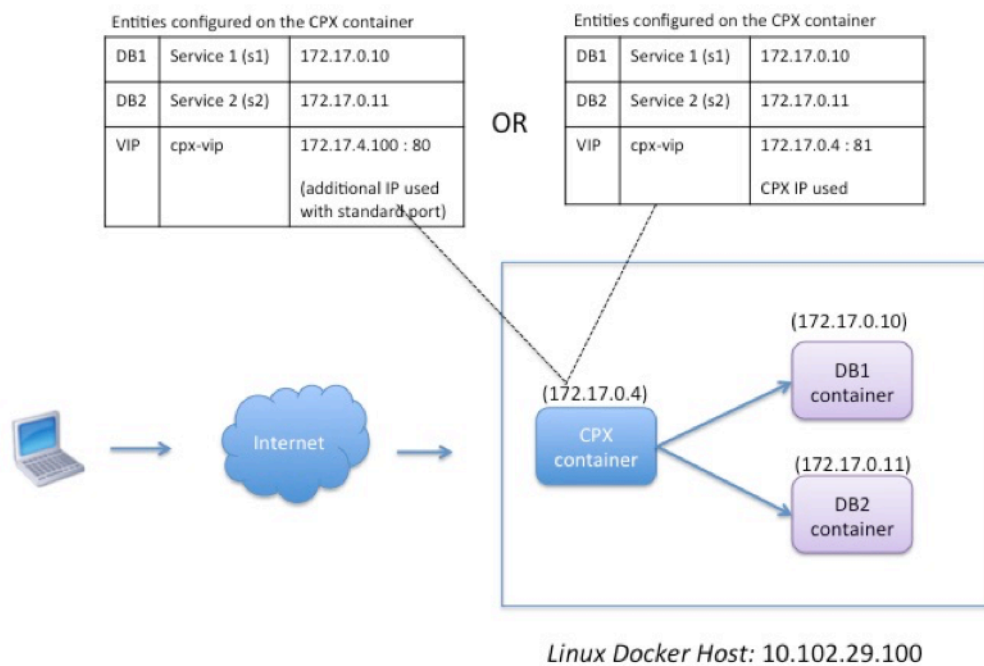 Entities configured on the CPX container
DB1 Service 1 (s1) 172.17.0.10
DB2 Service 2 (s2) 172.17.0.11
VIP cpx-vip 172.17.4.100 : 80
(additional IP used
with standard port)
OR
Entities configured on the CPX container
DB1 Service 1 (s1) 172.17.0.10
DB2 Service 2 (s2) 172.17.0.11
VIP cpx-vip 172.17.0.4 : 81
CPX IP used
Internet
(172.17.0.4)
CPX
container
(172.17.0.10)
DB1
container
(172.17.0.11)
DB2
container
Linux Docker Host: 10.102.29.100